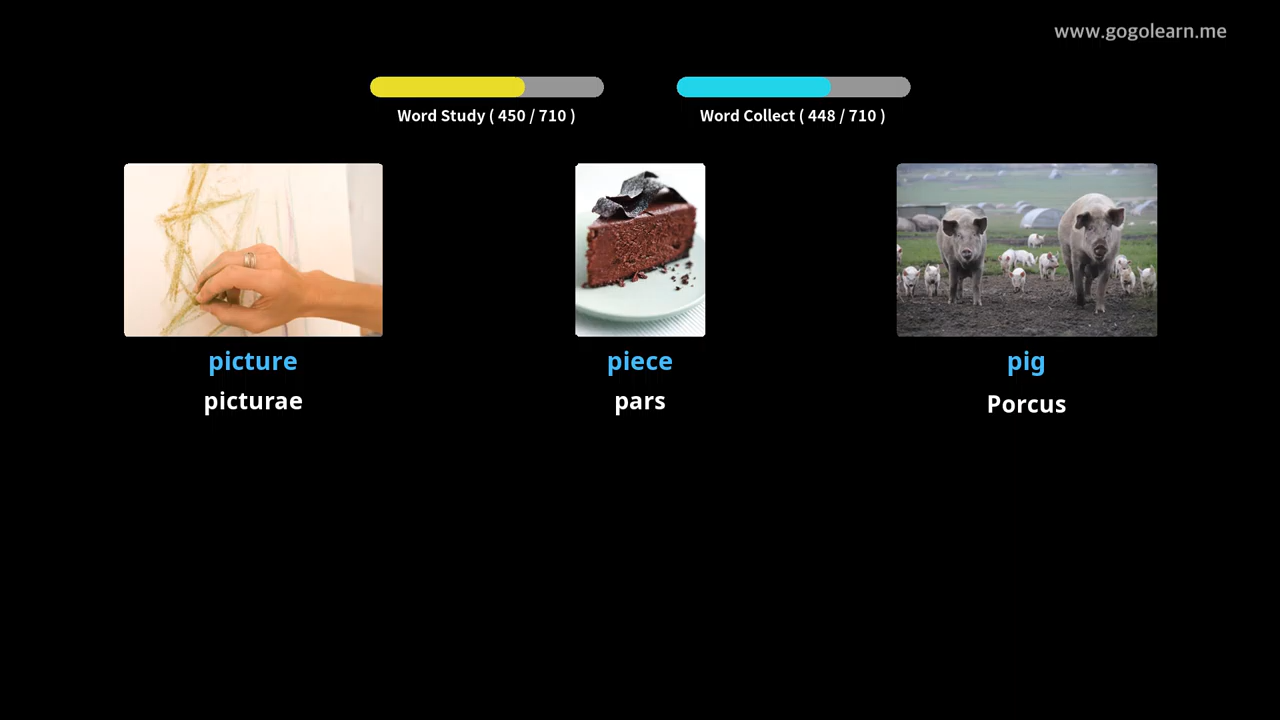 www.gogolearn.me
Word Study ( 450 / 710 )
Word Collect ( 448 / 710 )
picture
piece
pig
picturae
pars
Porcus